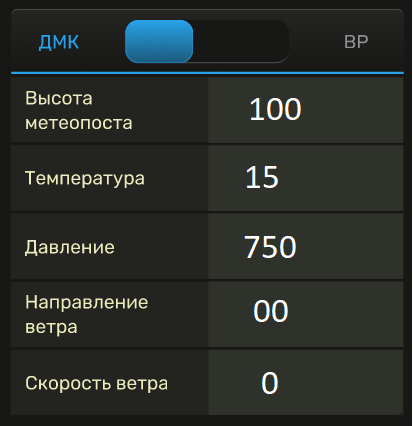 ДМК ВР
Высота
метеопоста
100
Температура 15
Давление 750
Направление
ветра
00
Скорость ветра 0